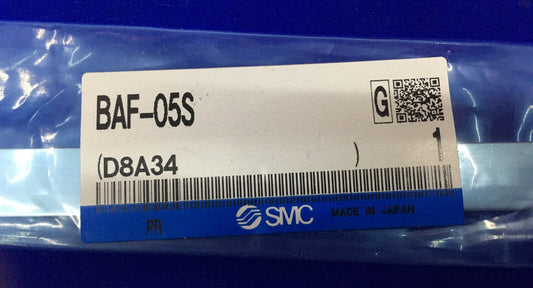 BAF-05S G
(D8A34 ) 1
SMC MADE IN JAPAN
PR